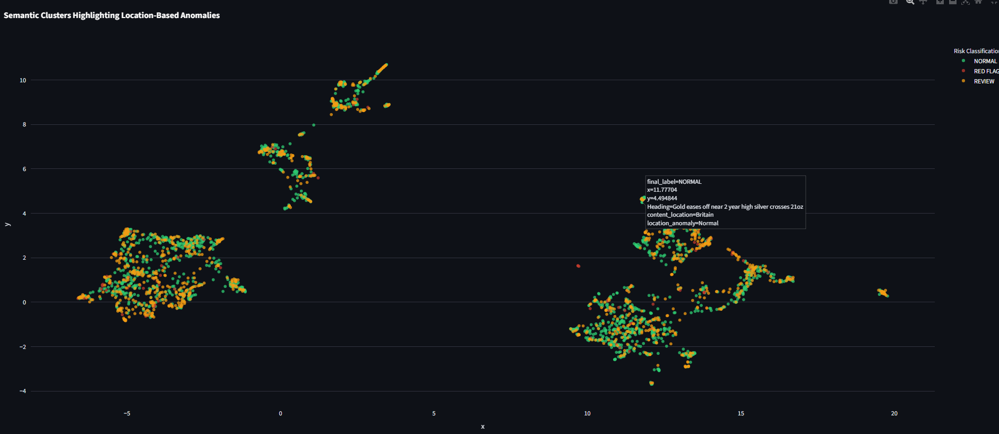 Semantic Clusters Highlighting Location-Based Anomalies
Risk Classificatio
NORMAL
RED FLAG
REVIEW
10
8
6
4
2
0
−2
−4
y
final_label=NORMAL
x=11.77704
y=4.494844
Heading=Gold eases off near 2 year high silver crosses 21oz
content_location=Britain
location_anomaly=Normal
−5
0
5
10
15
20
x